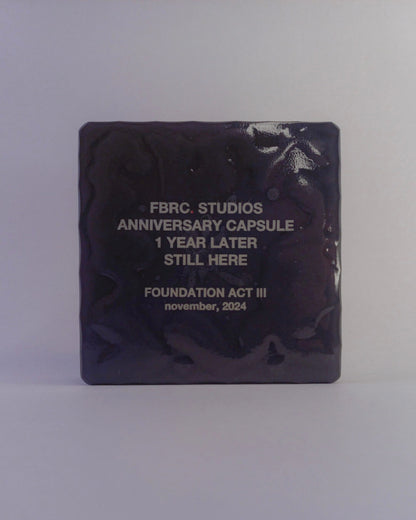 FBRC. STUDIOS
ANNIVERSARY CAPSULE
1 YEAR LATER
STILL HERE
FOUNDATION ACT III
november, 2024